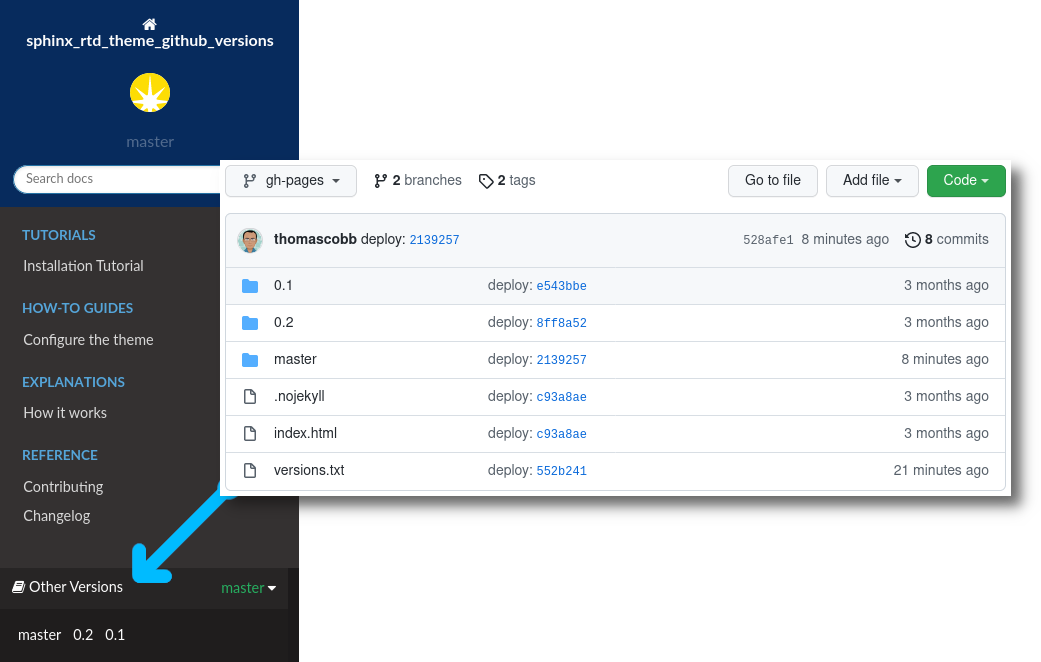 sphinx_rtd_theme_github_versions
master
Search docs
TUTORIALS
Installation Tutorial
HOW-TO GUIDES
Configure the theme
EXPLANATIONS
How it works
REFERENCE
Contributing
Changelog
Other Versions master
master 0.2 0.1
gh-pages 2 branches 2 tags Go to file Add file Code
thomascobb deploy: 2139257 528afe1 8 minutes ago 8 commits
0.1 deploy: e543bbe 3 months ago
0.2 deploy: 8ff8a52 3 months ago
master deploy: 2139257 8 minutes ago
.nojekyll deploy: c93a8ae 3 months ago
index.html deploy: c93a8ae 3 months ago
versions.txt deploy: 552b241 21 minutes ago